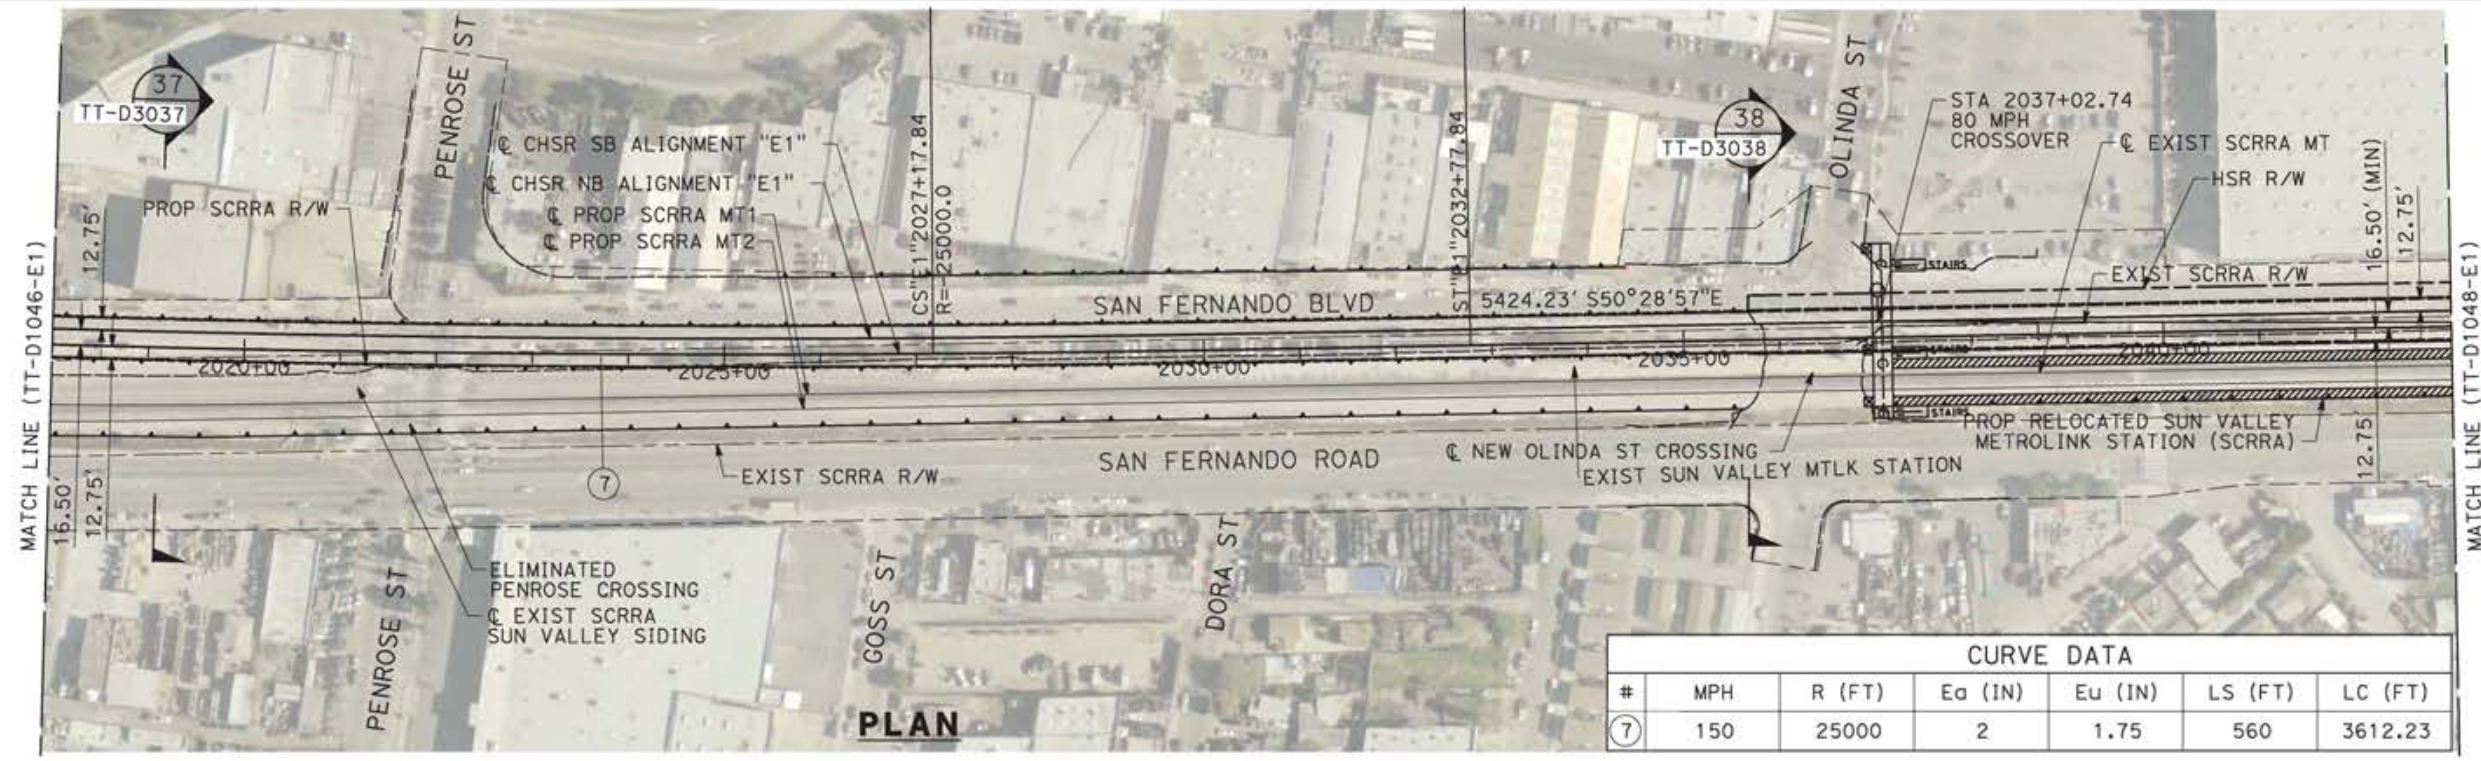 MATCH LINE (TT-D1046-E1)
37
TT-D3037
PENROSE ST
℄ CHSR SB ALIGNMENT "E1"
℄ CHSR NB ALIGNMENT "E1"
℄ PROP SCRRA MT1
℄ PROP SCRRA MT2
PROP SCRRA R/W
12.75'
CS"E1"2027+17.84
R=-25000.0
ST"E1"2032+77.84
38
TT-D3038
OLINDA ST
STA 2037+02.74
80 MPH
CROSSOVER
℄ EXIST SCRRA MT
HSR R/W
16.50' (MIN)
12.75'
STAIRS
EXIST SCRRA R/W
SAN FERNANDO BLVD
5424.23' S50°28'57"E
2020+00
2025+00
2030+00
2035+00
2040+00
STAIRS
STAIRS
PROP RELOCATED SUN VALLEY
METROLINK STATION (SCRRA)
12.75'
SAN FERNANDO ROAD
℄ NEW OLINDA ST CROSSING
EXIST SUN VALLEY MTLK STATION
EXIST SCRRA R/W
7
16.50'
12.75'
ELIMINATED
PENROSE CROSSING
℄ EXIST SCRRA
SUN VALLEY SIDING
PENROSE ST
GOSS ST
DORA ST
MATCH LINE (TT-D1048-E1)
PLAN
CURVE DATA
# MPH R (FT) Ea (IN) Eu (IN) LS (FT) LC (FT)
7 150 25000 2 1.75 560 3612.23